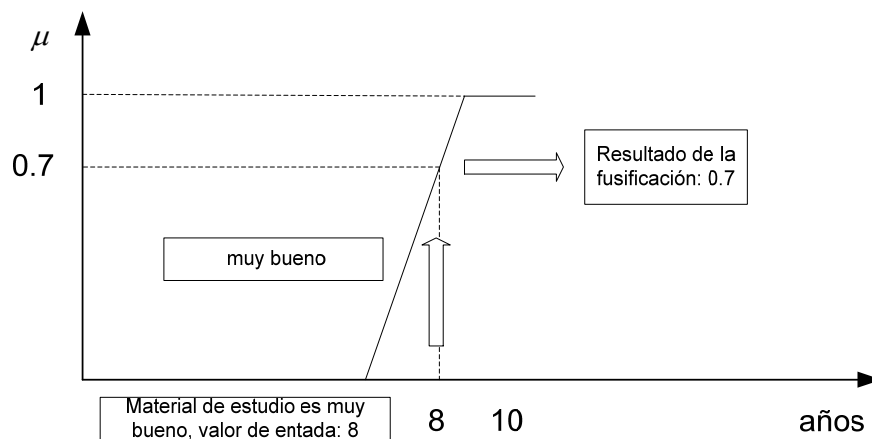 μ
1
0.7
Resultado de la
fusificación: 0.7
muy bueno
Material de estudio es muy
bueno, valor de entada: 8
8
10
años